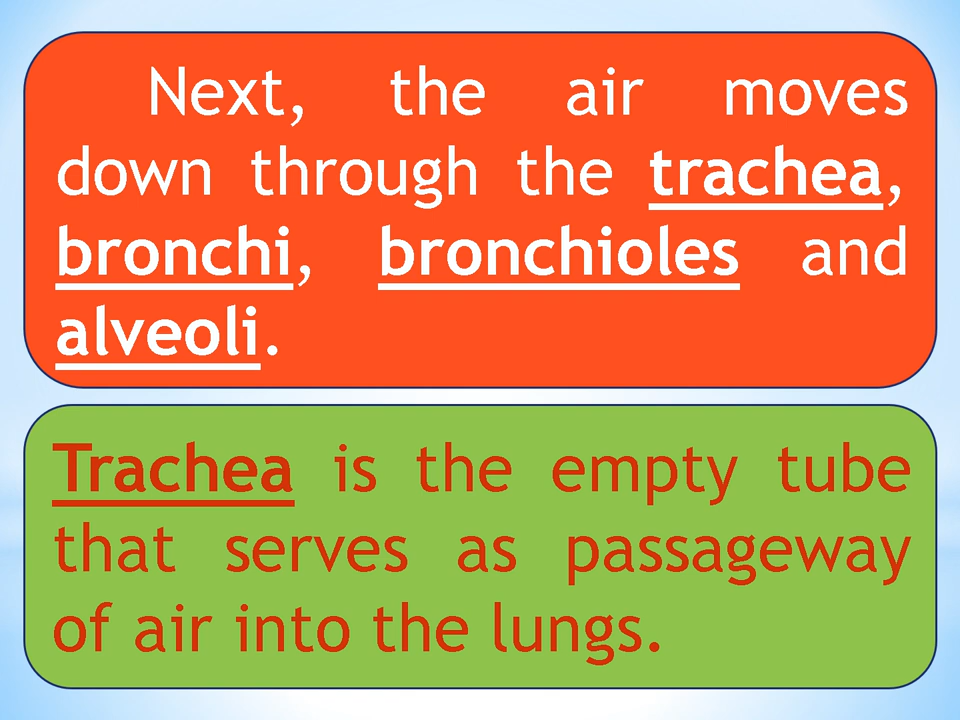 Next, the air moves
down through the trachea,
bronchi, bronchioles and
alveoli.
Trachea is the empty tube
that serves as passageway
of air into the lungs.